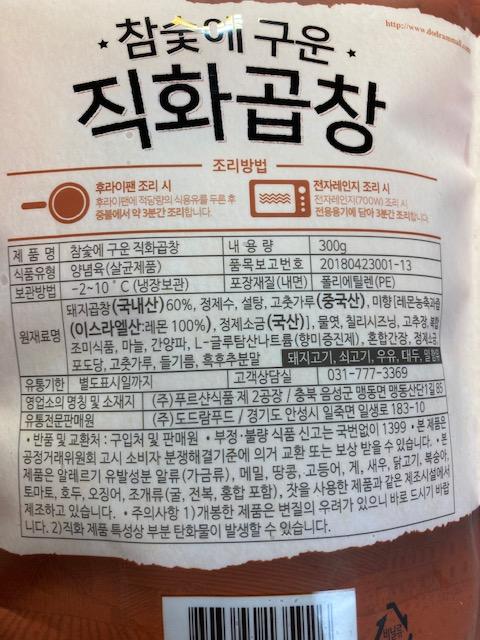 http://www.dodrammall.com
참숯에 구운
직화곱창
조리방법
후라이팬 조리 시
후라이팬에 적당량의 식용유를 두른 후
중불에서 약 3분간 조리합니다.
전자레인지 조리 시
전자레인지(700W) 조리 시,
전용용기에 담아 3분간 조리합니다.
제 품 명 참숯에 구운 직화곱창 내 용 량 300g
식품유형 양념육(살균제품) 품목보고번호 20180423001-13
보관방법 -2~10˚C (냉장보관) 포장재질(내면) 폴리에틸렌(PE)
원재료명 돼지곱창(국내산)60%, 정제수, 설탕, 고춧가루(중국산), 미향[레몬농축과즙
(이스라엘산:레몬 100%), 정제소금(국산)], 물엿, 칠리시즈닝, 고추장, 복합
조미식품, 마늘, 간양파, L-글루탐산나트륨(향미증진제), 혼합간장, 정제소금,
포도당, 고춧가루, 들기름, 흑후추분말 돼지고기, 쇠고기, 우유, 대두, 밀 함유
유통기한 별도표시일까지 고객상담실 031-777-3369
영업소의 명칭 및 소재지 (주)푸르샨식품 제 2공장 / 충북 음성군 맹동면 맹동산단1길 85
유통전문판매원 (주)도드람푸드 / 경기도 안성시 일죽면 일생로 183-10
• 반품 및 교환처 : 구입처 및 판매원 • 부정·불량 식품 신고는 국번없이 1399 • 본 제품은
공정거래위원회 고시 소비자 분쟁해결기준에 의거 교환 또는 보상 받을 수 있습니다. • 본
제품은 알레르기 유발성분 알류(가금류), 메밀, 땅콩, 고등어, 게, 새우, 닭고기, 복숭아,
토마토, 호두, 오징어, 조개류(굴, 전복, 홍합 포함), 잣을 사용한 제품과 같은 제조시설에서
제조하고 있습니다. • 주의사항 1)개봉한 제품은 변질의 우려가 있으니 바로 드시기 바랍
니다. 2)직화 제품 특성상 부분 탄화물이 발생할 수 있습니다.
비닐류